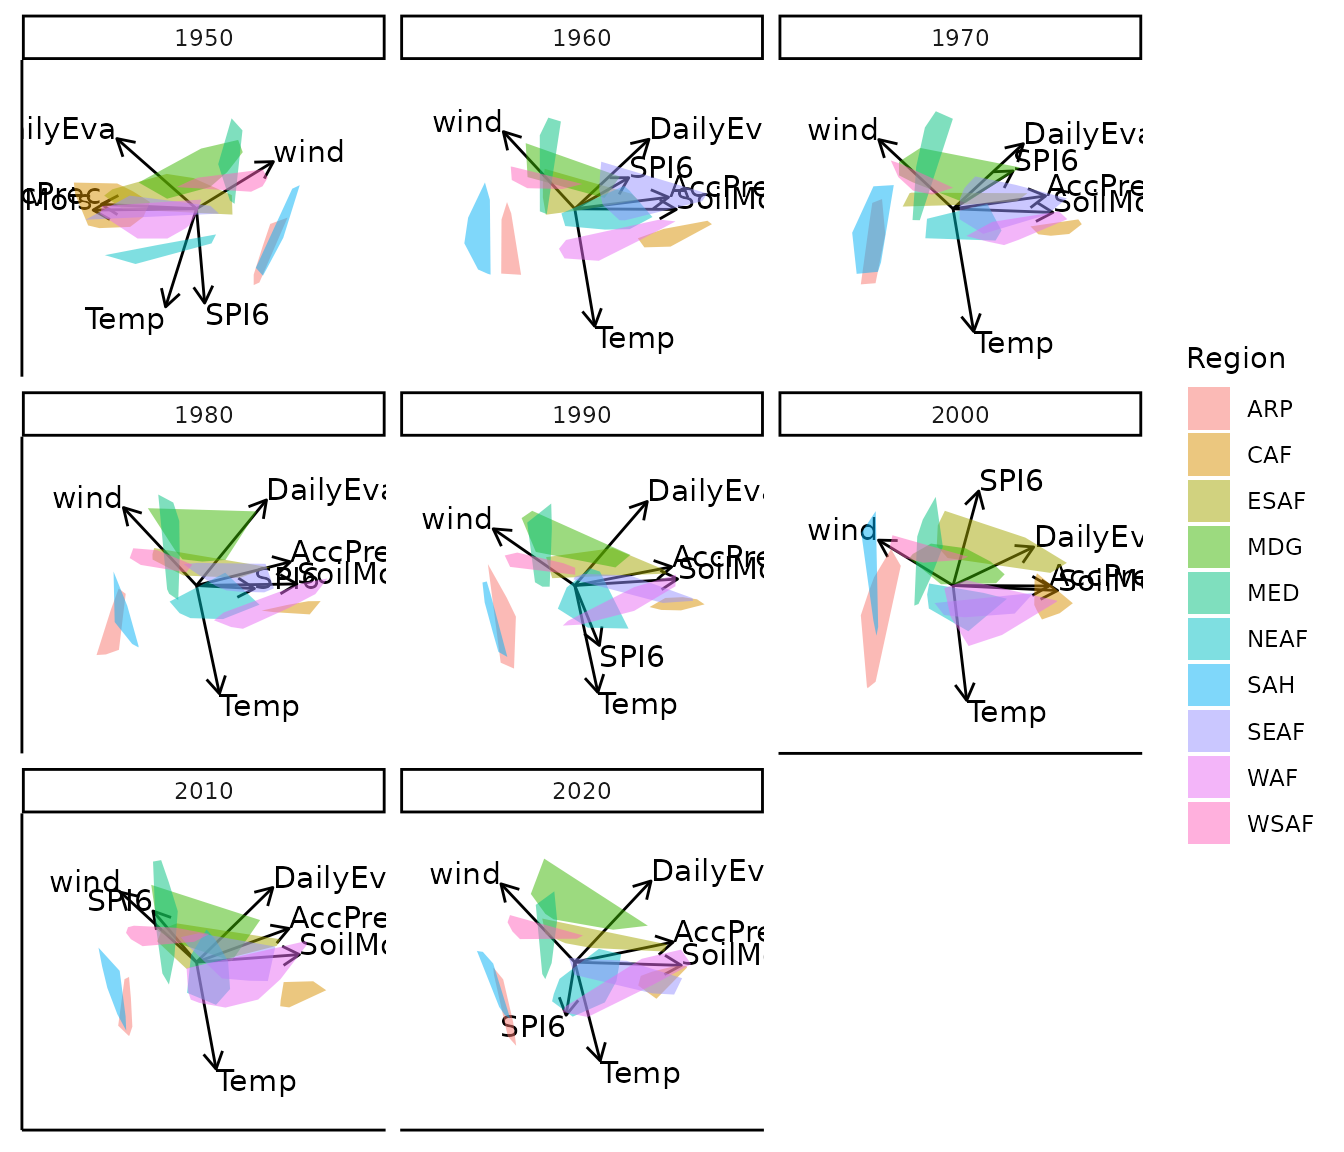 1950
1960
1970
ilyEva
wind
cPrec
Mois
Temp
SPI6
wind
DailyEv
SPI6
AccPre
SoilMo
Temp
wind
DailyEva
SPI6
AccPre
SoilMo
Temp
Region
ARP
CAF
ESAF
MDG
MED
NEAF
SAH
SEAF
WAF
WSAF
1980
1990
2000
wind
DailyEva
AccPre
SPI6
SoilMo
Temp
wind
DailyEva
AccPre
SoilMo
SPI6
Temp
SPI6
wind
DailyEv
AccPre
SoilM
Temp
2010
2020
wind
SPI6
DailyEv
AccPre
SoilMo
Temp
wind
DailyEv
AccPre
SoilM
SPI6
Temp